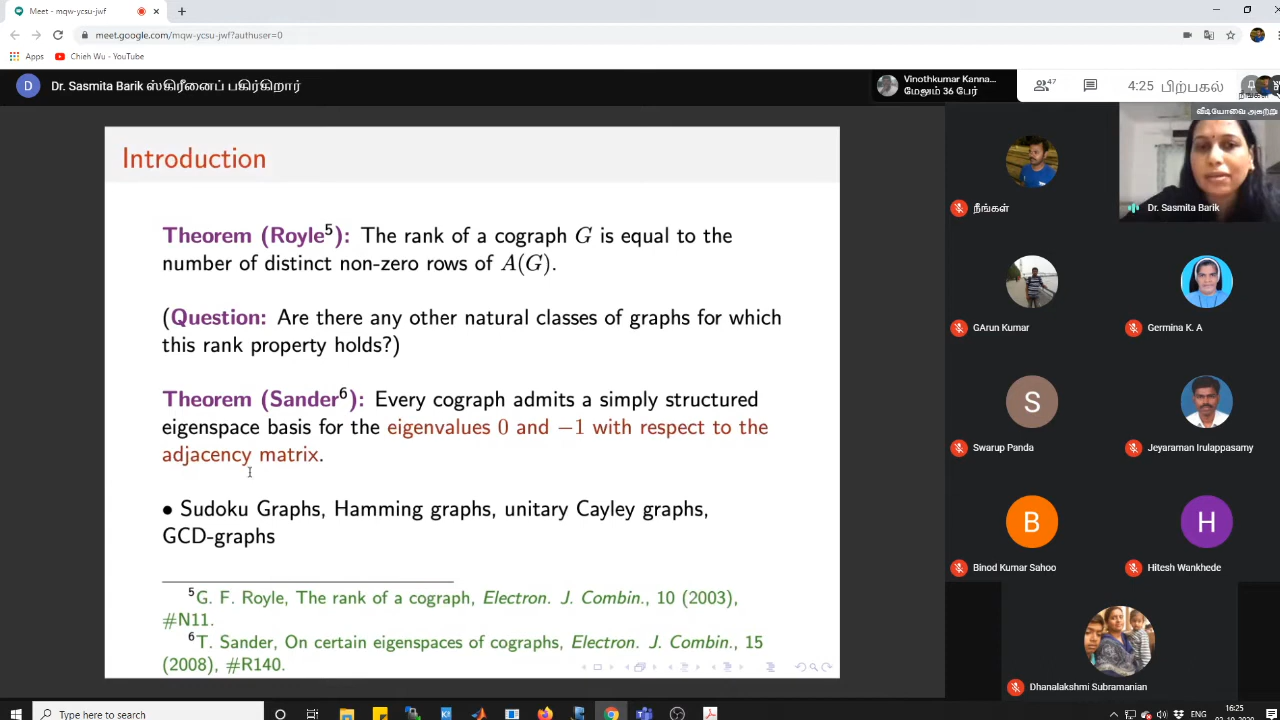 Meet - mqw-ycsu-jwf
meet.google.com/mqw-ycsu-jwf?authuser=0
Apps
Chieh Wu - YouTube
D
Dr. Sasmita Barik ஸ்கிரீனைப் பகிர்கிறார்
Vinothkumar Kanna...
மேலும் 36 பேர்
47
4:25 பிற்பகல்
நீங்கள்
வீடியோவை அகற்று
Introduction
Theorem (Royle⁵): The rank of a cograph G is equal to the
number of distinct non-zero rows of A(G).
(Question: Are there any other natural classes of graphs for which
this rank property holds?)
Theorem (Sander⁶): Every cograph admits a simply structured
eigenspace basis for the eigenvalues 0 and −1 with respect to the
adjacency matrix.
• Sudoku Graphs, Hamming graphs, unitary Cayley graphs,
GCD-graphs
⁵G. F. Royle, The rank of a cograph, Electron. J. Combin., 10 (2003),
#N11.
⁶T. Sander, On certain eigenspaces of cographs, Electron. J. Combin., 15
(2008), #R140.
நீங்கள்
Dr. Sasmita Barik
GArun Kumar
Germina K. A
S
Swarup Panda
Jeyaraman Irulappasamy
B
Binod Kumar Sahoo
H
Hitesh Wankhede
Dhanalakshmi Subramanian
Type here to search
ENG
16:25